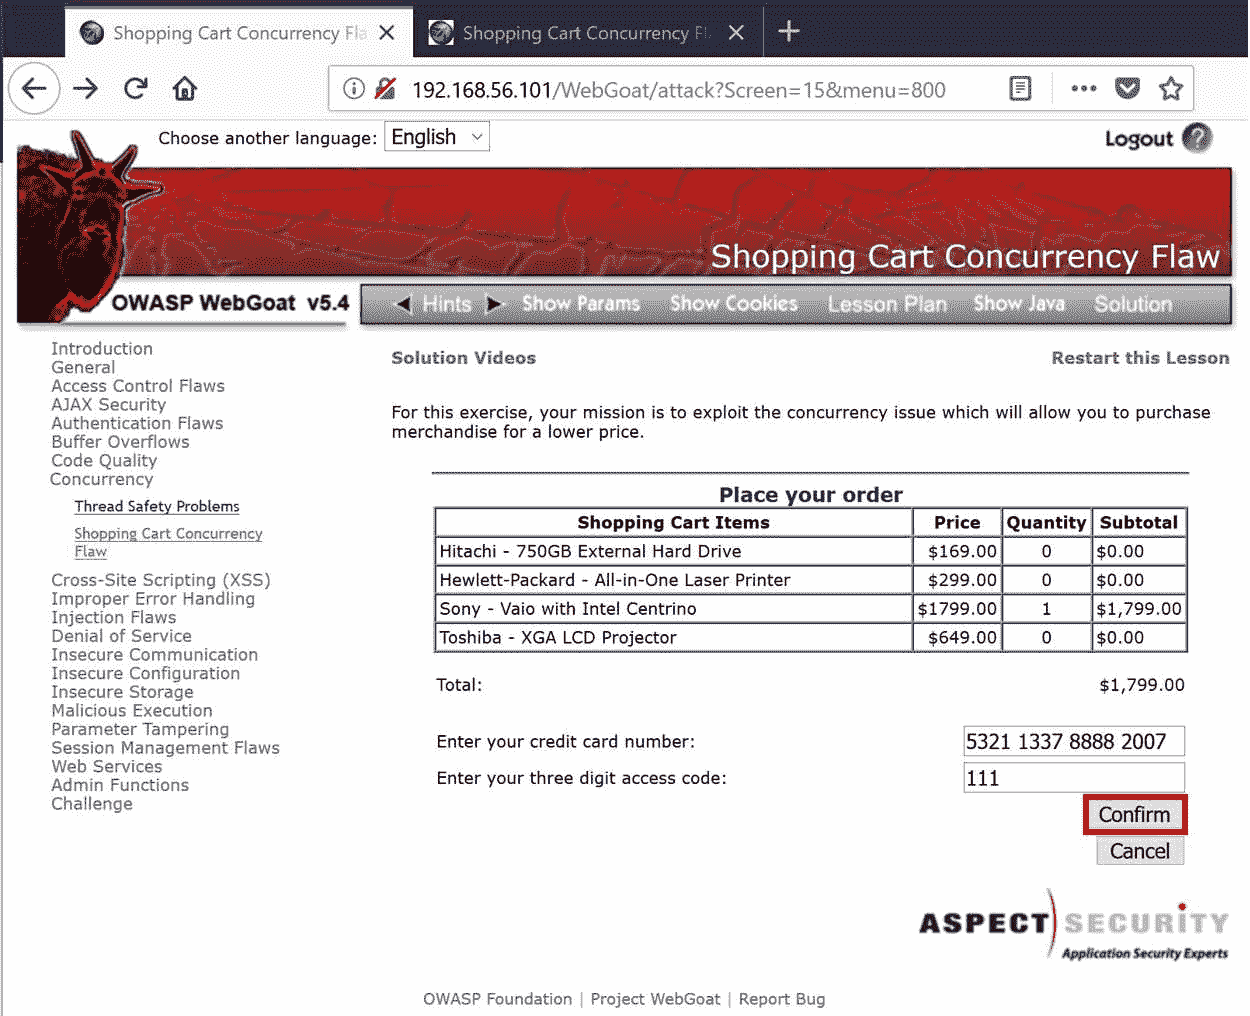 Shopping Cart Concurrency Fla
Shopping Cart Concurrency F
192.168.56.101/WebGoat/attack?Screen=15&menu=800
Choose another language: English
Logout ?
Shopping Cart Concurrency Flaw
OWASP WebGoat v5.4
Hints Show Params Show Cookies Lesson Plan Show Java Solution
Introduction
General
Access Control Flaws
AJAX Security
Authentication Flaws
Buffer Overflows
Code Quality
Concurrency
Thread Safety Problems
Shopping Cart Concurrency
Flaw
Cross-Site Scripting (XSS)
Improper Error Handling
Injection Flaws
Denial of Service
Insecure Communication
Insecure Configuration
Insecure Storage
Malicious Execution
Parameter Tampering
Session Management Flaws
Web Services
Admin Functions
Challenge
Solution Videos Restart this Lesson
For this exercise, your mission is to exploit the concurrency issue which will allow you to purchase
merchandise for a lower price.
Place your order
Shopping Cart Items Price Quantity Subtotal
Hitachi - 750GB External Hard Drive $169.00 0 $0.00
Hewlett-Packard - All-in-One Laser Printer $299.00 0 $0.00
Sony - Vaio with Intel Centrino $1799.00 1 $1,799.00
Toshiba - XGA LCD Projector $649.00 0 $0.00
Total: $1,799.00
Enter your credit card number: 5321 1337 8888 2007
Enter your three digit access code: 111
Confirm
Cancel
ASPECT SECURITY
Application Security Experts
OWASP Foundation | Project WebGoat | Report Bug